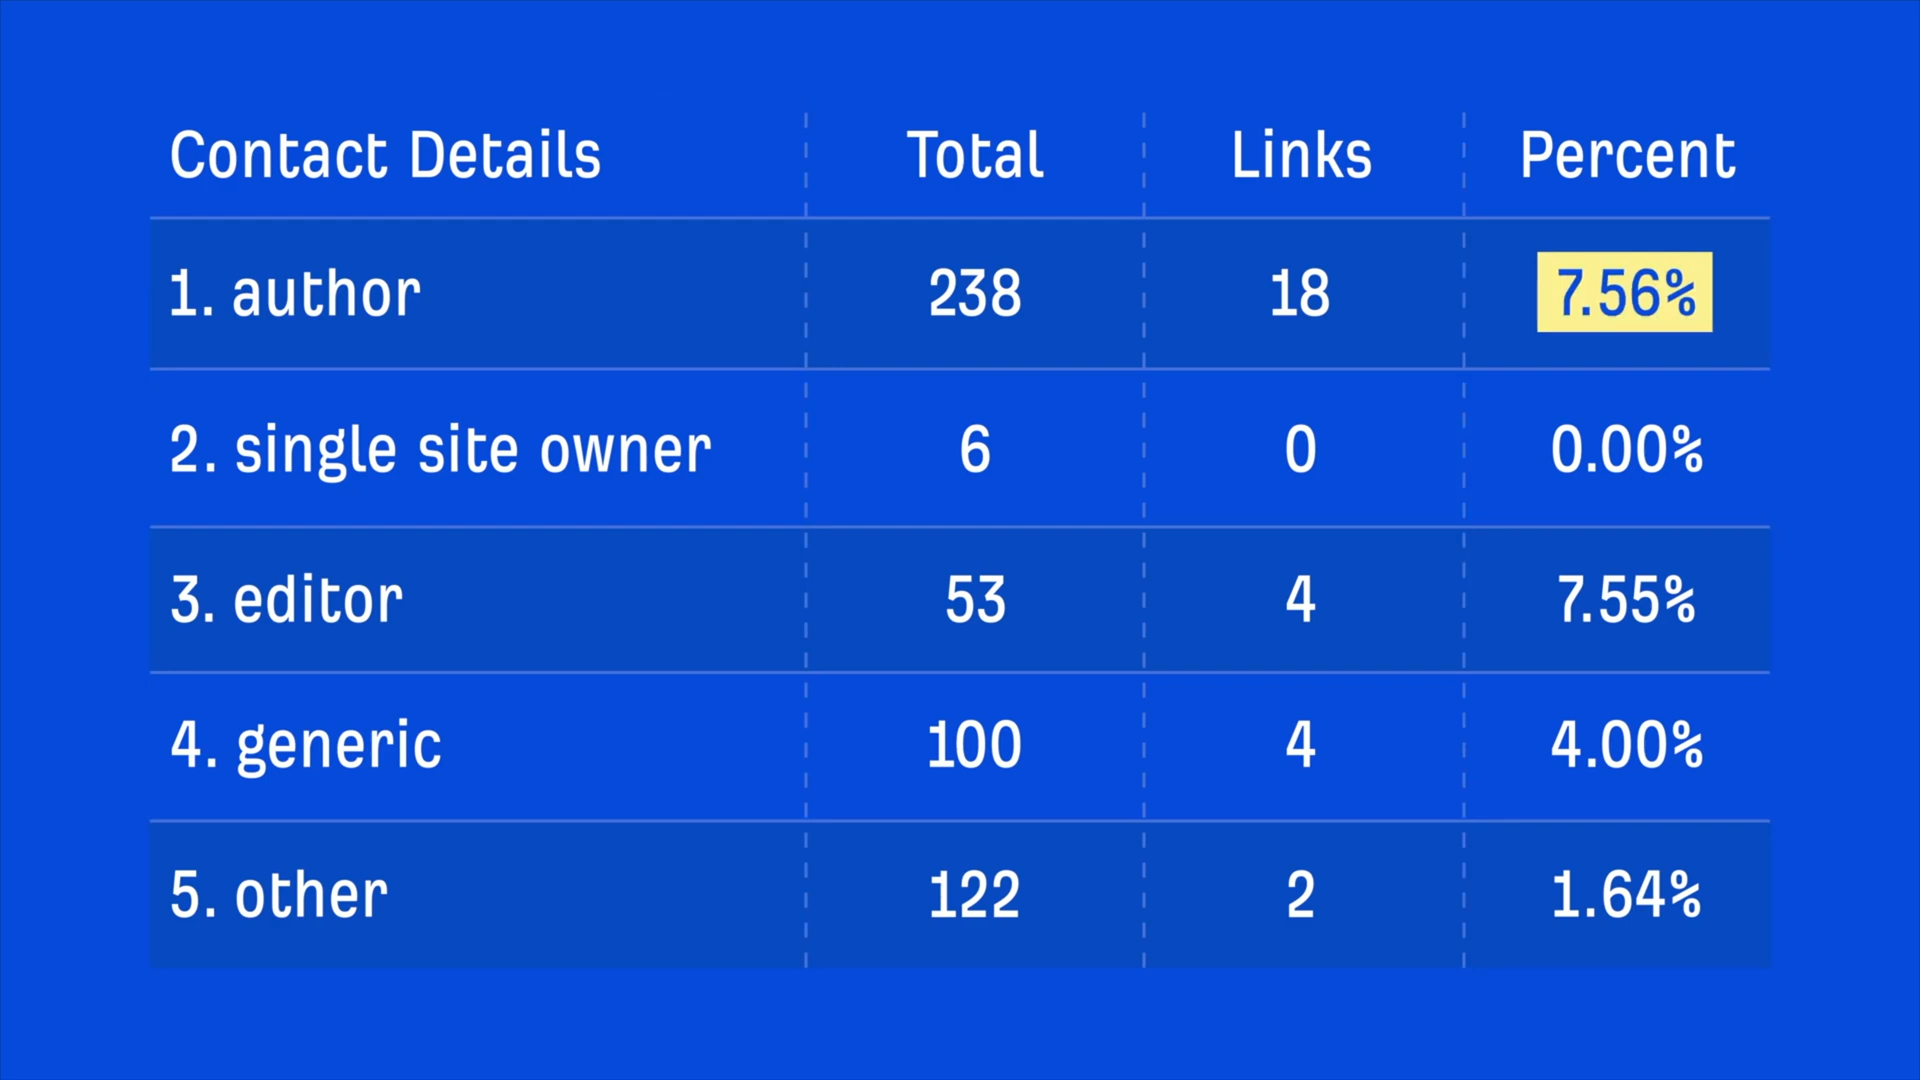 Contact Details Total Links Percent
1. author 238 18 7.56%
2. single site owner 6 0 0.00%
3. editor 53 4 7.55%
4. generic 100 4 4.00%
5. other 122 2 1.64%